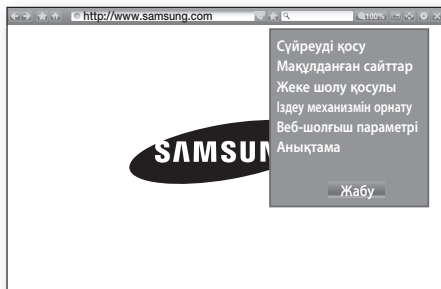 http://www.samsung.com
100%
Сүйреуді қосу
Мақұлданған сайттар
Жеке шолу қосулы
Іздеу механизмін орнату
Веб-шолғыш параметрі
Анықтама
Жабу
SAMSUN